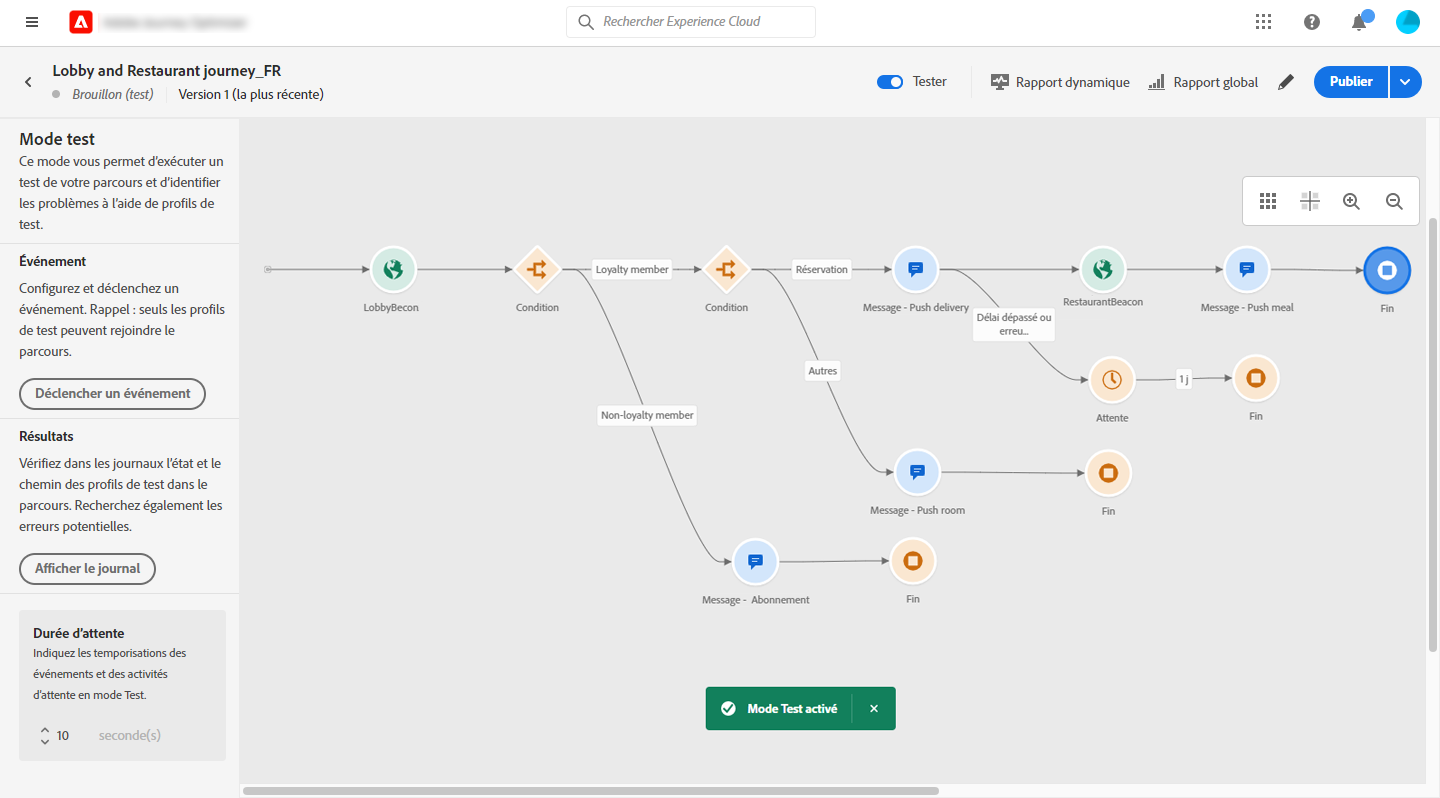 Rechercher Experience Cloud
Lobby and Restaurant journey_FR
Brouillon (test)
Version 1 (la plus récente)
Tester
Rapport dynamique
Rapport global
Publier
Mode test
Ce mode vous permet d'exécuter un
test de votre parcours et d'identifier
les problèmes à l'aide de profils de
test.
Événement
Configurez et déclenchez un
événement. Rappel : seuls les profils
de test peuvent rejoindre le
parcours.
Déclencher un événement
Résultats
Vérifiez dans les journaux l'état et le
chemin des profils de test dans le
parcours. Recherchez également les
erreurs potentielles.
Afficher le journal
Durée d'attente
Indiquez les temporisations des
événements et des activités
d'attente en mode Test.
10 seconde(s)
Loyalty member
Réservation
LobbyBecon
Condition
Condition
Message - Push delivery
RestaurantBeacon
Message - Push meal
Fin
Délai dépassé ou
erreu...
Autres
1 j
Attente
Fin
Non-loyalty member
Message - Push room
Fin
Message -  Abonnement
Fin
Mode Test activé